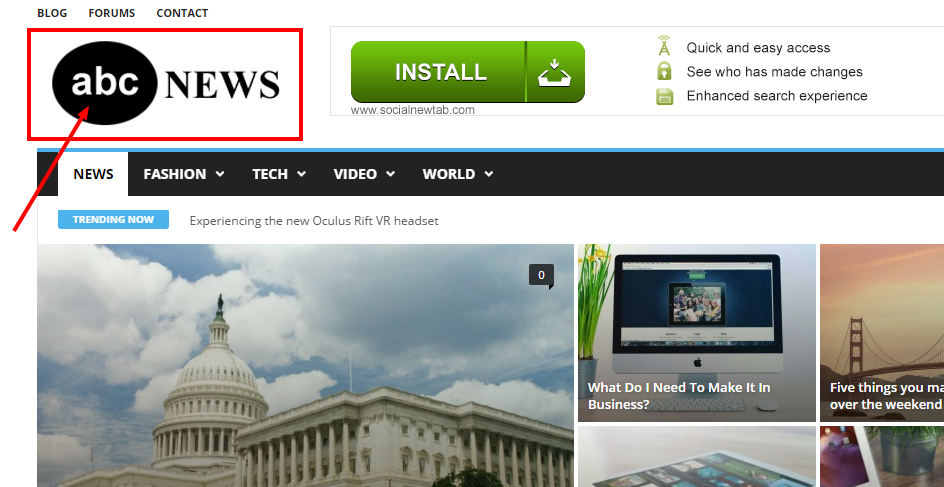 BLOG FORUMS CONTACT
abc NEWS
INSTALL
www.socialnewtab.com
Quick and easy access
See who has made changes
Enhanced search experience
NEWS FASHION TECH VIDEO WORLD
TRENDING NOW Experiencing the new Oculus Rift VR headset
0
What Do I Need To Make It In
Business?
Five things you ma
over the weekend